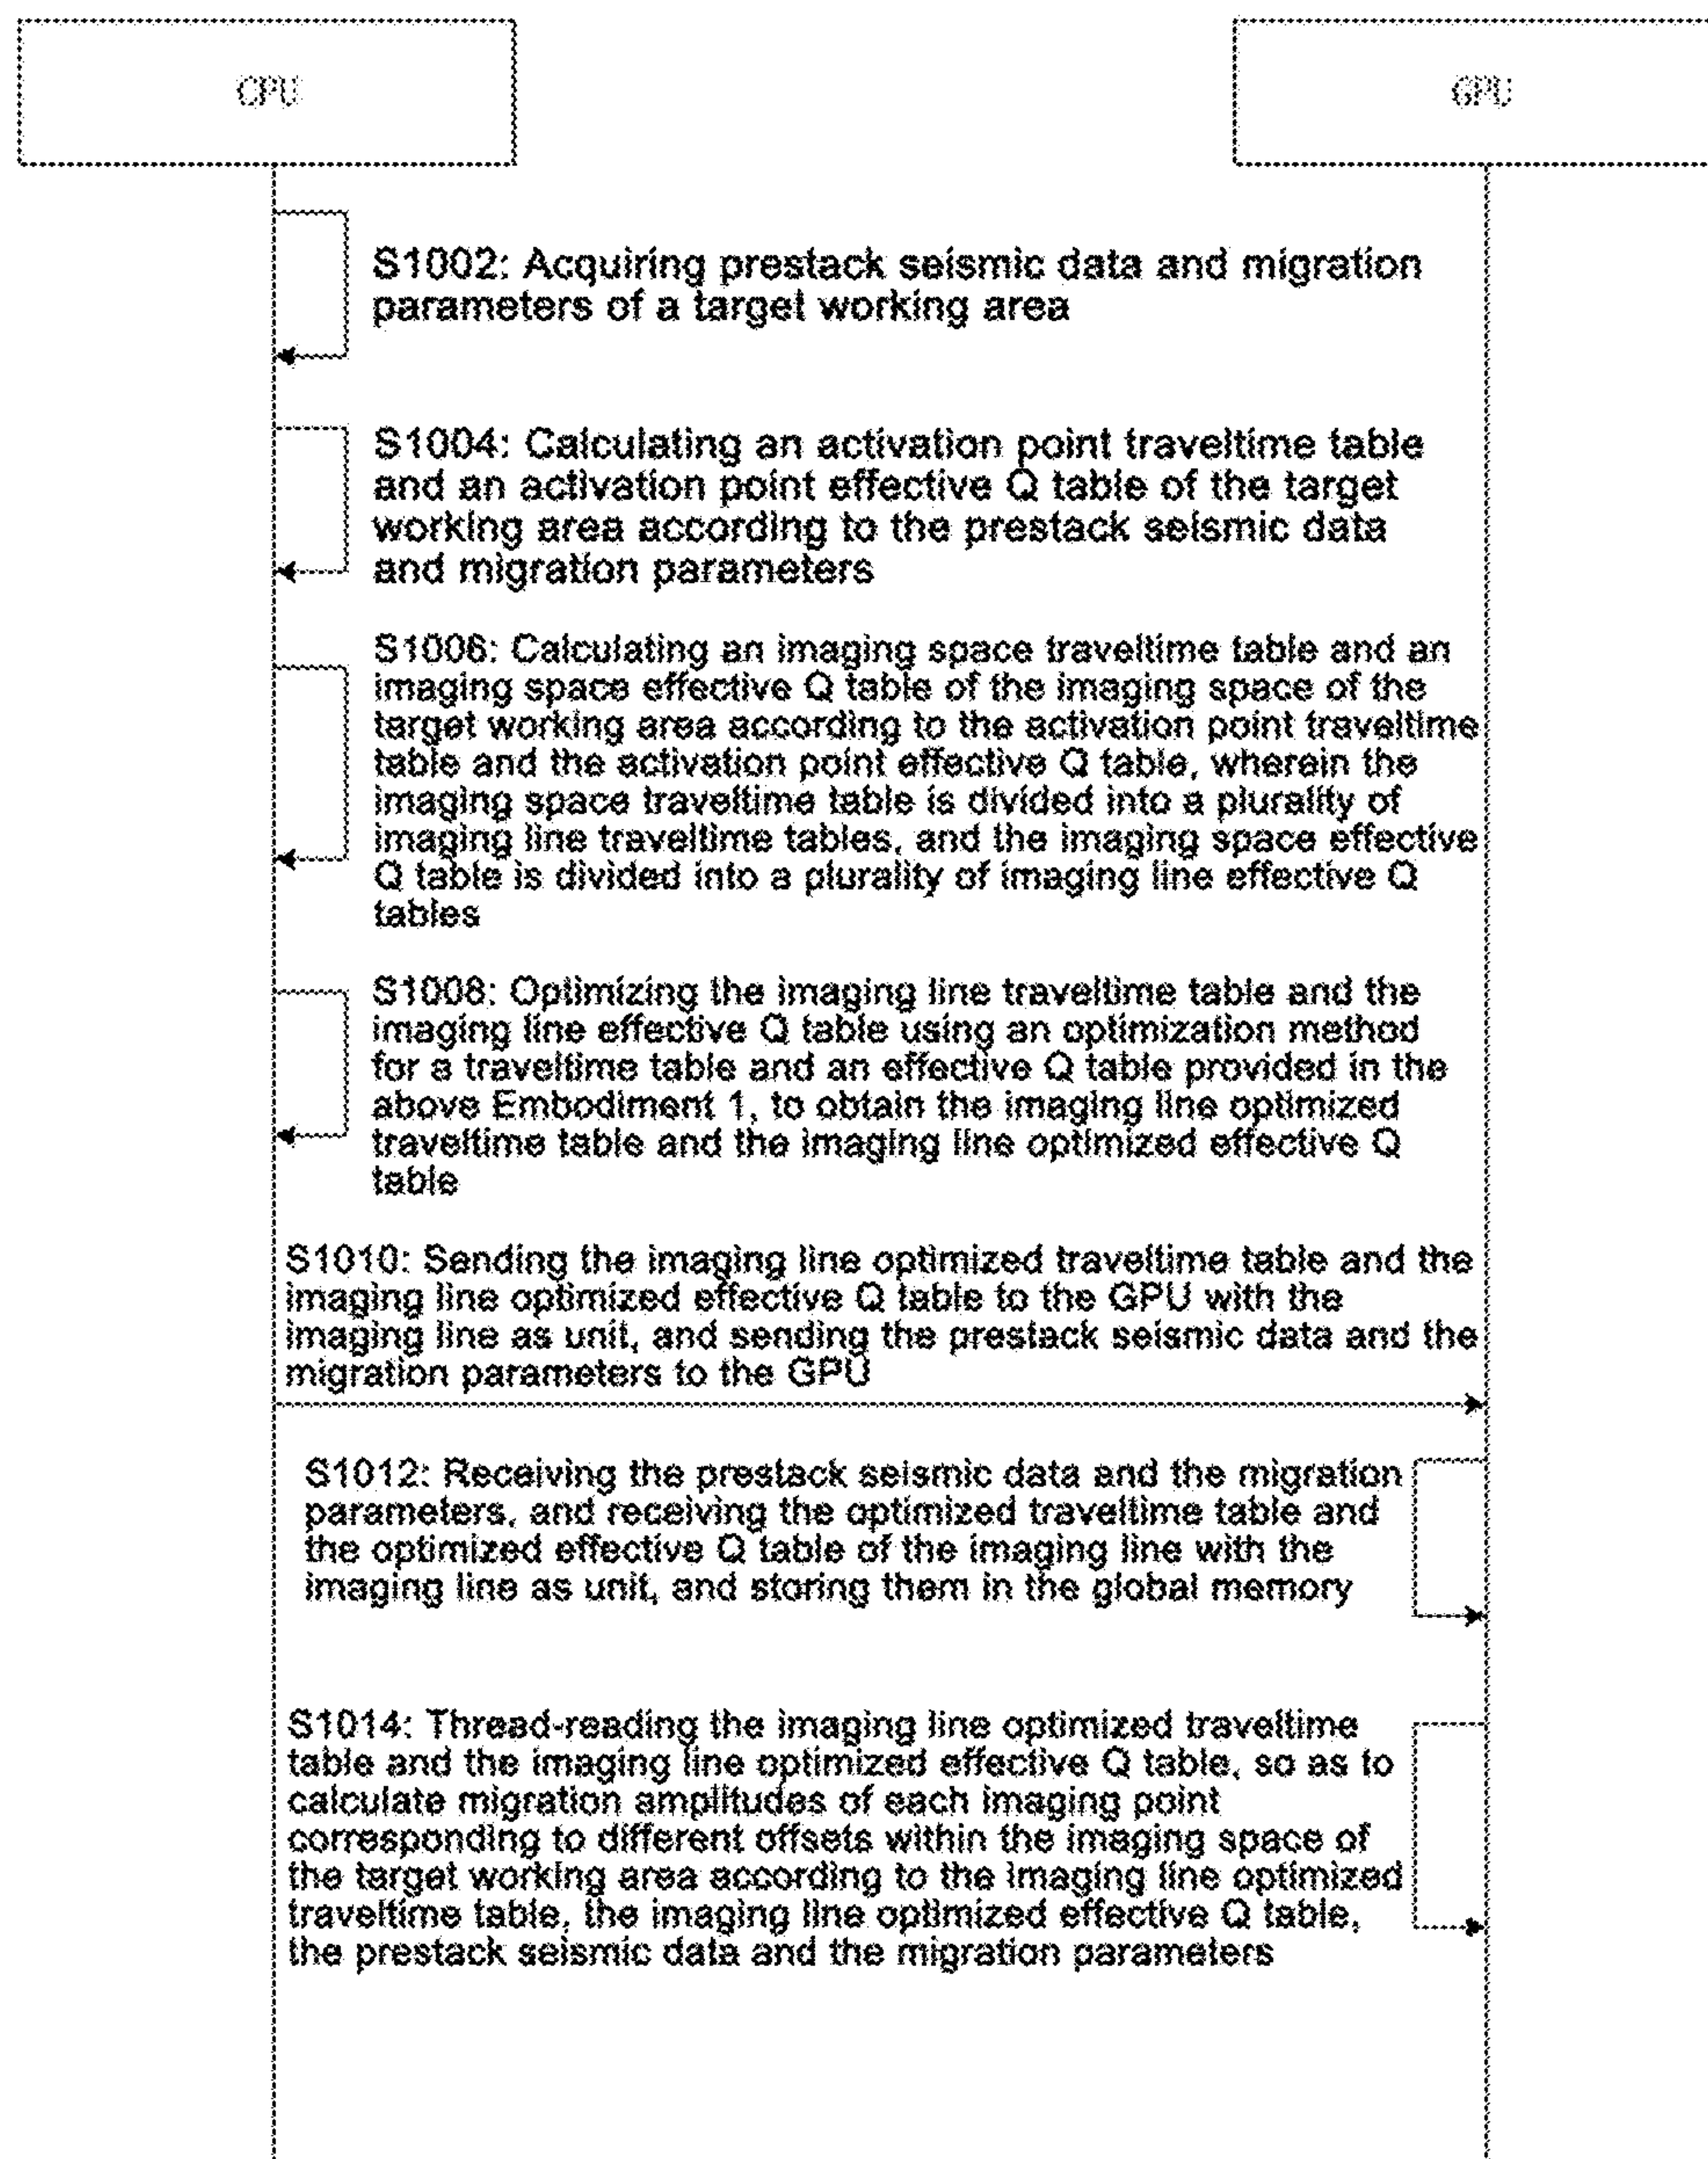 CPU
GPU
S1002: Acquiring prestack seismic data and migration
parameters of a target working area
S1004: Calculating an activation point traveltime table
and an activation point effective Q table of the target
working area according to the prestack seismic data
and migration parameters
S1006: Calculating an imaging space traveltime table and an
imaging space effective Q table of the imaging space of the
target working area according to the activation point traveltime
table and the activation point effective Q table, wherein the
imaging space traveltime table is divided into a plurality of
imaging line traveltime tables, and the imaging space effective
Q table is divided into a plurality of imaging line effective Q
tables
S1008: Optimizing the imaging line traveltime table and the
imaging line effective Q table using an optimization method
for a traveltime table and an effective Q table provided in the
above Embodiment 1, to obtain the imaging line optimized
traveltime table and the imaging line optimized effective Q
table
S1010: Sending the imaging line optimized traveltime table and the
imaging line optimized effective Q table to the GPU with the
imaging line as unit, and sending the prestack seismic data and the
migration parameters to the GPU
S1012: Receiving the prestack seismic data and the migration
parameters, and receiving the optimized traveltime table and
the optimized effective Q table of the imaging line with the
imaging line as unit, and storing them in the global memory
S1014: Thread-reading the imaging line optimized traveltime
table and the imaging line optimized effective Q table, so as to
calculate migration amplitudes of each imaging point
corresponding to different offsets within the imaging space of
the target working area according to the imaging line optimized
traveltime table, the imaging line optimized effective Q table,
the prestack seismic data and the migration parameters